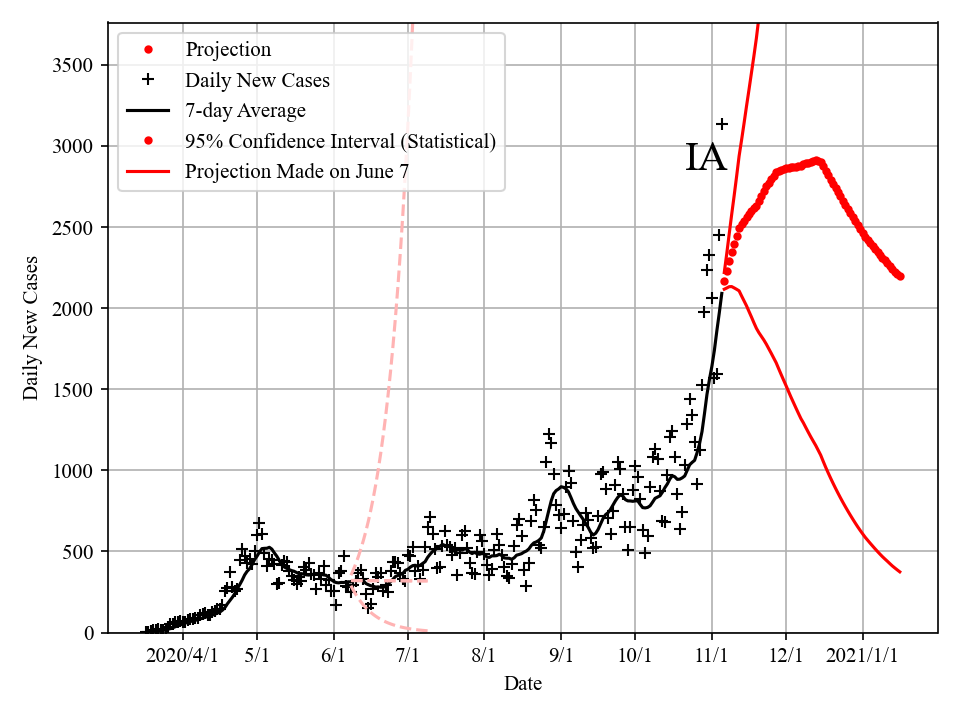 3500
3000
2500
2000
1500
1000
500
0
Daily New Cases
Projection
Daily New Cases
7-day Average
95% Confidence Interval (Statistical)
Projection Made on June 7
IA
2020/4/1 5/1 6/1 7/1 8/1 9/1 10/1 11/1 12/1 2021/1/1
Date